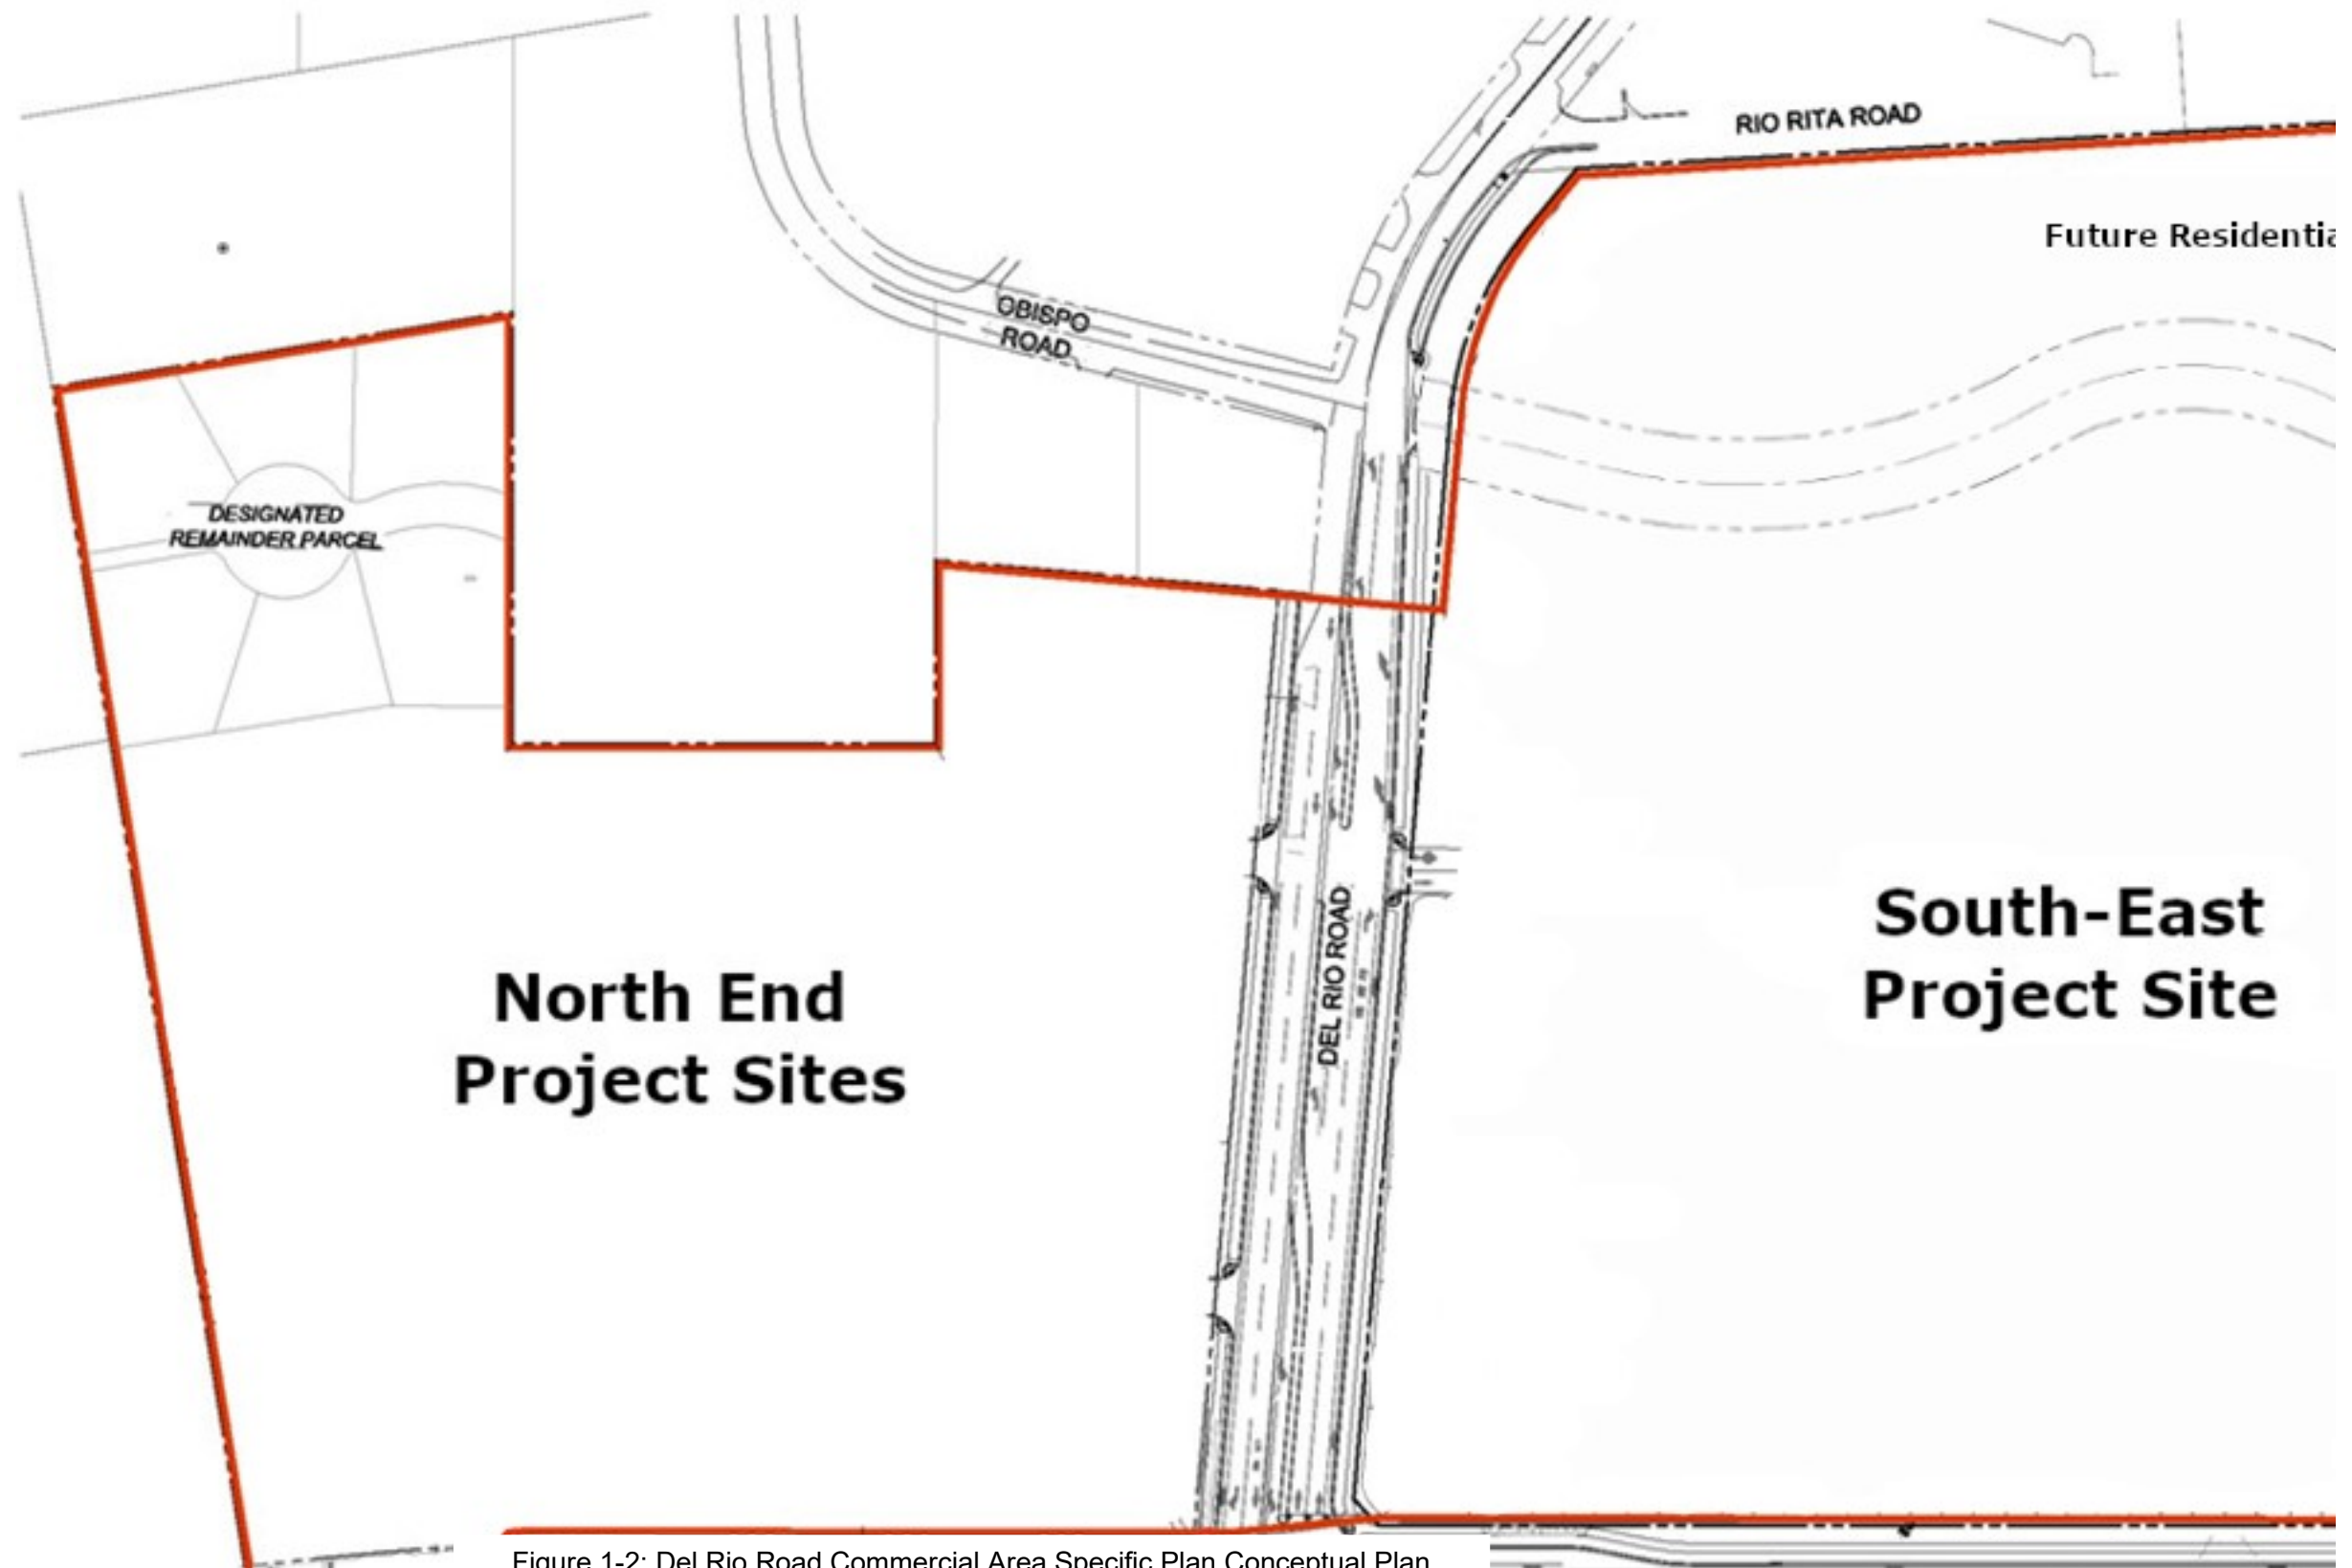 RIO RITA ROAD
Future Residentia
OBISPO
ROAD
DESIGNATED
REMAINDER PARCEL
South-East
Project Site
DEL RIO ROAD
North End
Project Sites
Figure 1-2: Del Rio Road Commercial Area Specific Plan Conceptual Plan